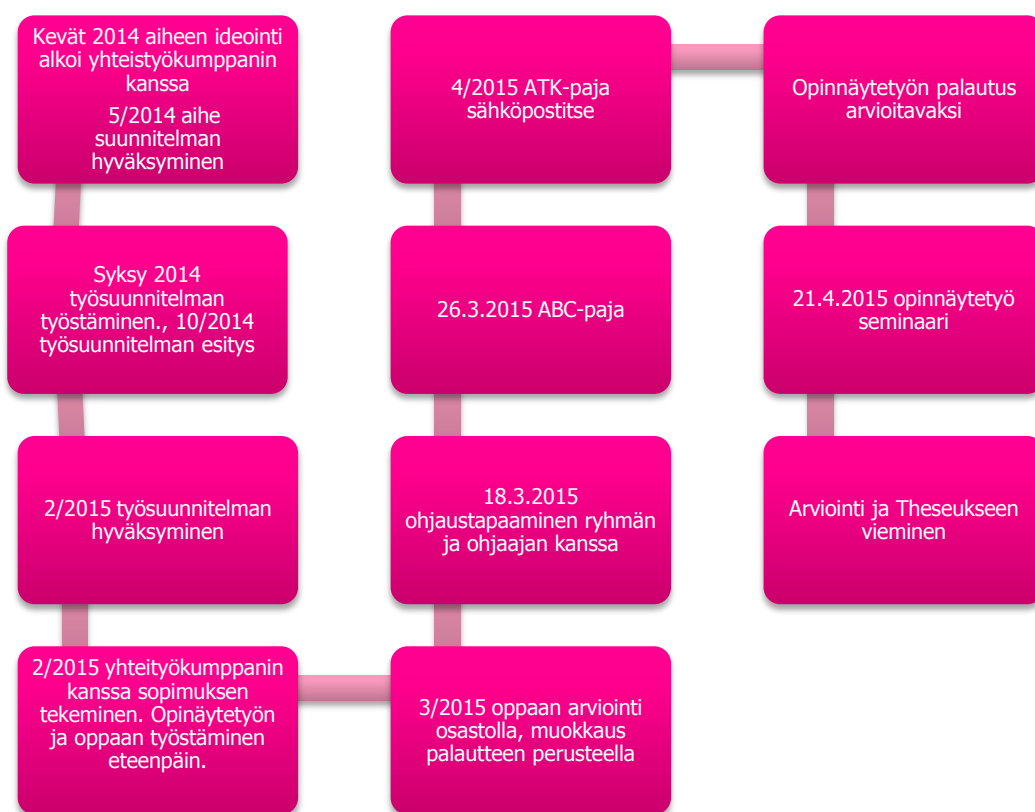 Kevät 2014 aiheen ideointi
alkoi yhteistyökumppanin
kanssa
5/2014 aihe
suunnitelman
hyväksyminen
Syksy 2014
työsuunnitelman
työstäminen., 10/2014
työsuunnitelman esitys
2/2015 työsuunnitelman
hyväksyminen
2/2015 yhteityökumppanin
kanssa sopimuksen
tekeminen. Opinäytetyön
ja oppaan työstäminen
eteenpäin.
3/2015 oppaan arviointi
osastolla, muokkaus
palautteen perusteella
18.3.2015
ohjaustapaaminen ryhmän
ja ohjaajan kanssa
26.3.2015 ABC-paja
4/2015 ATK-paja
sähköpostitse
Opinnäytetyön palautus
arvioitavaksi
21.4.2015 opinnäytetyö
seminaari
Arviointi ja Theseukseen
vieminen